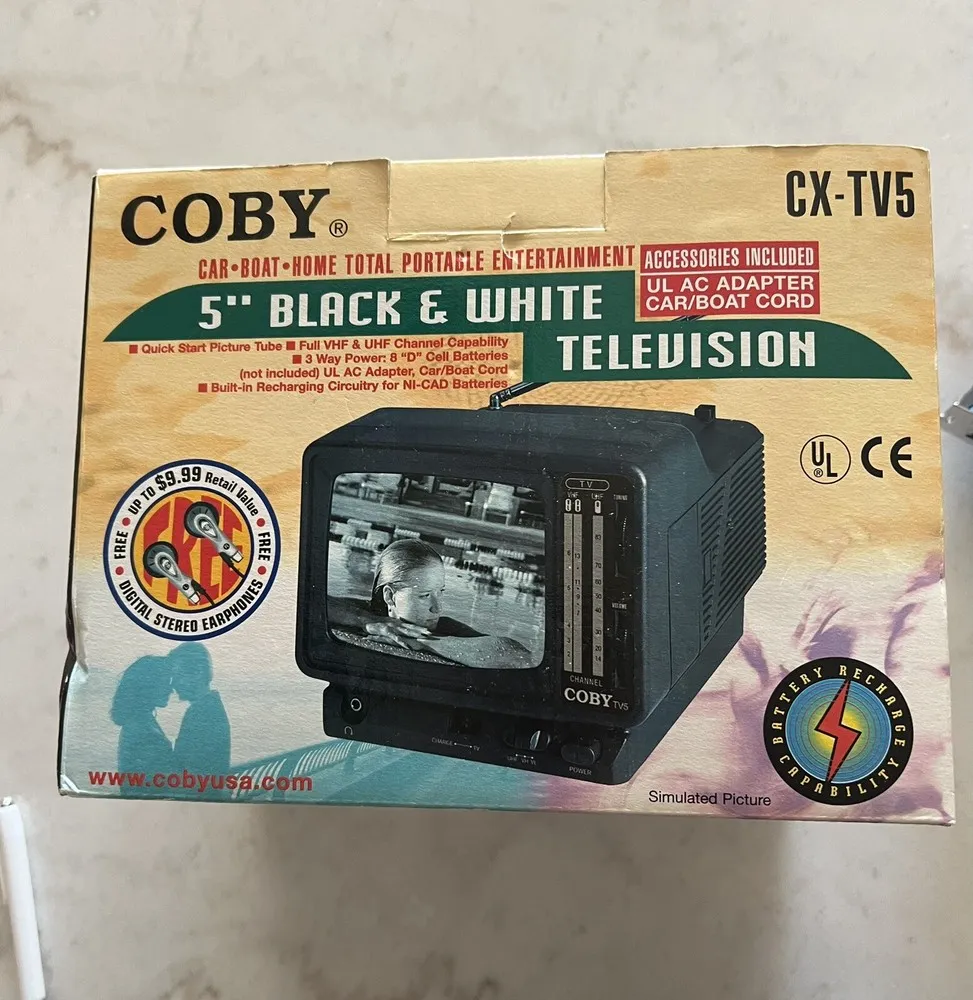 COBY®
CX-TV5
CAR•BOAT•HOME TOTAL PORTABLE ENTERTAINMENT
ACCESSORIES INCLUDED
UL AC ADAPTER
CAR/BOAT CORD
5" BLACK & WHITE
TELEVISION
■ Quick Start Picture Tube ■ Full VHF & UHF Channel Capability
■ 3 Way Power: 8 "D" Cell Batteries
(not included) UL AC Adapter, Car/Boat Cord
■ Built-in Recharging Circuitry for NI-CAD Batteries
UL® CE
• UP TO $9.99 Retail Value •
FREE
FREE
FREE
DIGITAL STEREO EARPHONES
TV
VHF UHF TUNING
VOLUME
CHANNEL
COBY TV5
CHARGE TV
POWER
BATTERY RECHARGE
CAPABILITY
www.cobyusa.com
Simulated Picture